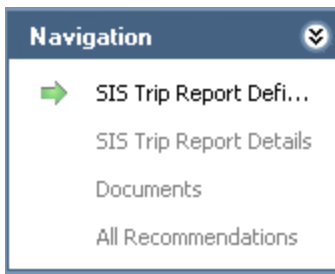 Navigation
SIS Trip Report Defi...
SIS Trip Report Details
Documents
All Recommendations